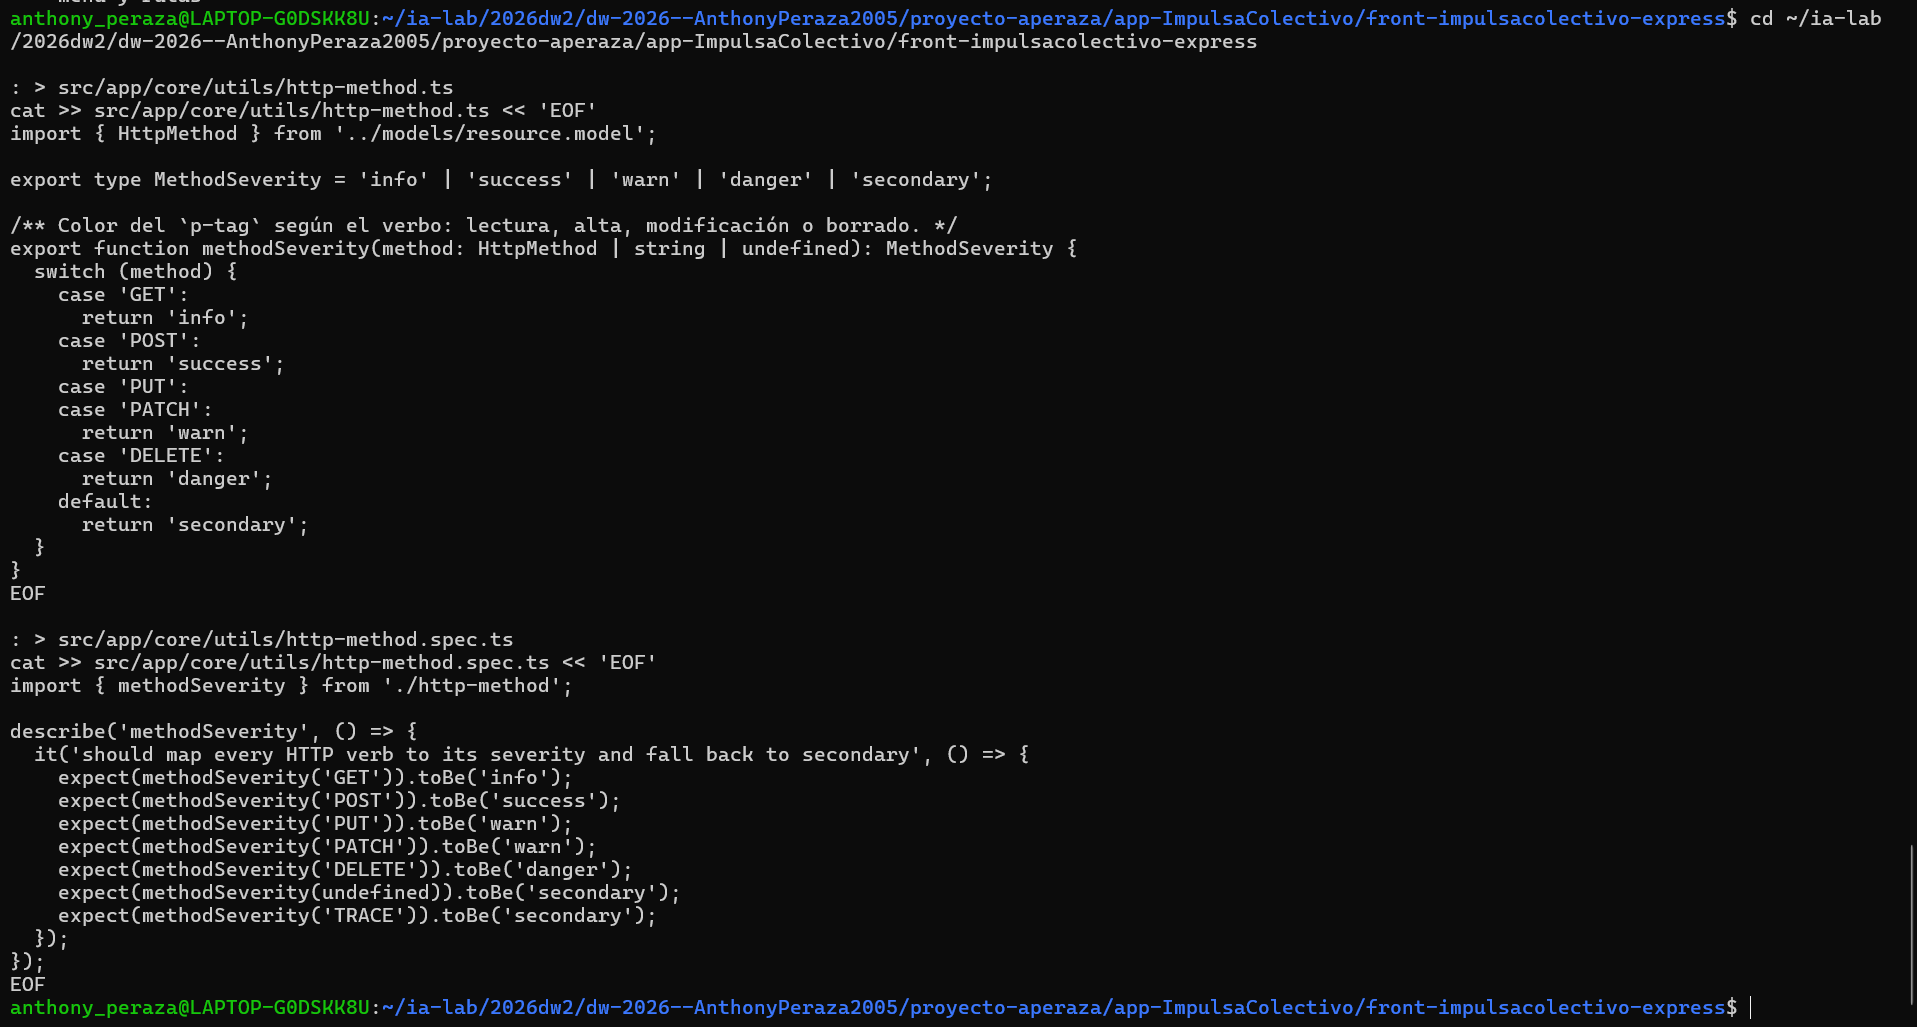 anthony_peraza@LAPTOP-G0DSKK8U:~/ia-lab/2026dw2/dw-2026--AnthonyPeraza2005/proyecto-aperaza/app-ImpulsaColectivo/front-impulsacolectivo-express$ cd ~/ia-lab
/2026dw2/dw-2026--AnthonyPeraza2005/proyecto-aperaza/app-ImpulsaColectivo/front-impulsacolectivo-express

: > src/app/core/utils/http-method.ts
cat >> src/app/core/utils/http-method.ts << 'EOF'
import { HttpMethod } from '../models/resource.model';

export type MethodSeverity = 'info' | 'success' | 'warn' | 'danger' | 'secondary';

/** Color del `p-tag` según el verbo: lectura, alta, modificación o borrado. */
export function methodSeverity(method: HttpMethod | string | undefined): MethodSeverity {
  switch (method) {
    case 'GET':
      return 'info';
    case 'POST':
      return 'success';
    case 'PUT':
    case 'PATCH':
      return 'warn';
    case 'DELETE':
      return 'danger';
    default:
      return 'secondary';
  }
}
EOF

: > src/app/core/utils/http-method.spec.ts
cat >> src/app/core/utils/http-method.spec.ts << 'EOF'
import { methodSeverity } from './http-method';

describe('methodSeverity', () => {
  it('should map every HTTP verb to its severity and fall back to secondary', () => {
    expect(methodSeverity('GET')).toBe('info');
    expect(methodSeverity('POST')).toBe('success');
    expect(methodSeverity('PUT')).toBe('warn');
    expect(methodSeverity('PATCH')).toBe('warn');
    expect(methodSeverity('DELETE')).toBe('danger');
    expect(methodSeverity(undefined)).toBe('secondary');
    expect(methodSeverity('TRACE')).toBe('secondary');
  });
});
EOF
anthony_peraza@LAPTOP-G0DSKK8U:~/ia-lab/2026dw2/dw-2026--AnthonyPeraza2005/proyecto-aperaza/app-ImpulsaColectivo/front-impulsacolectivo-express$